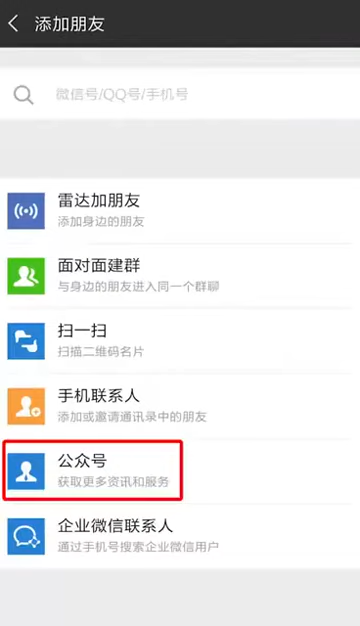 添加朋友
微信号/QQ号/手机号
雷达加朋友
添加身边的朋友
面对面建群
与身边的朋友进入同一个群聊
扫一扫
扫描二维码名片
手机联系人
添加或邀请通讯录中的朋友
公众号
获取更多资讯和服务
企业微信联系人
通过手机号搜索企业微信用户